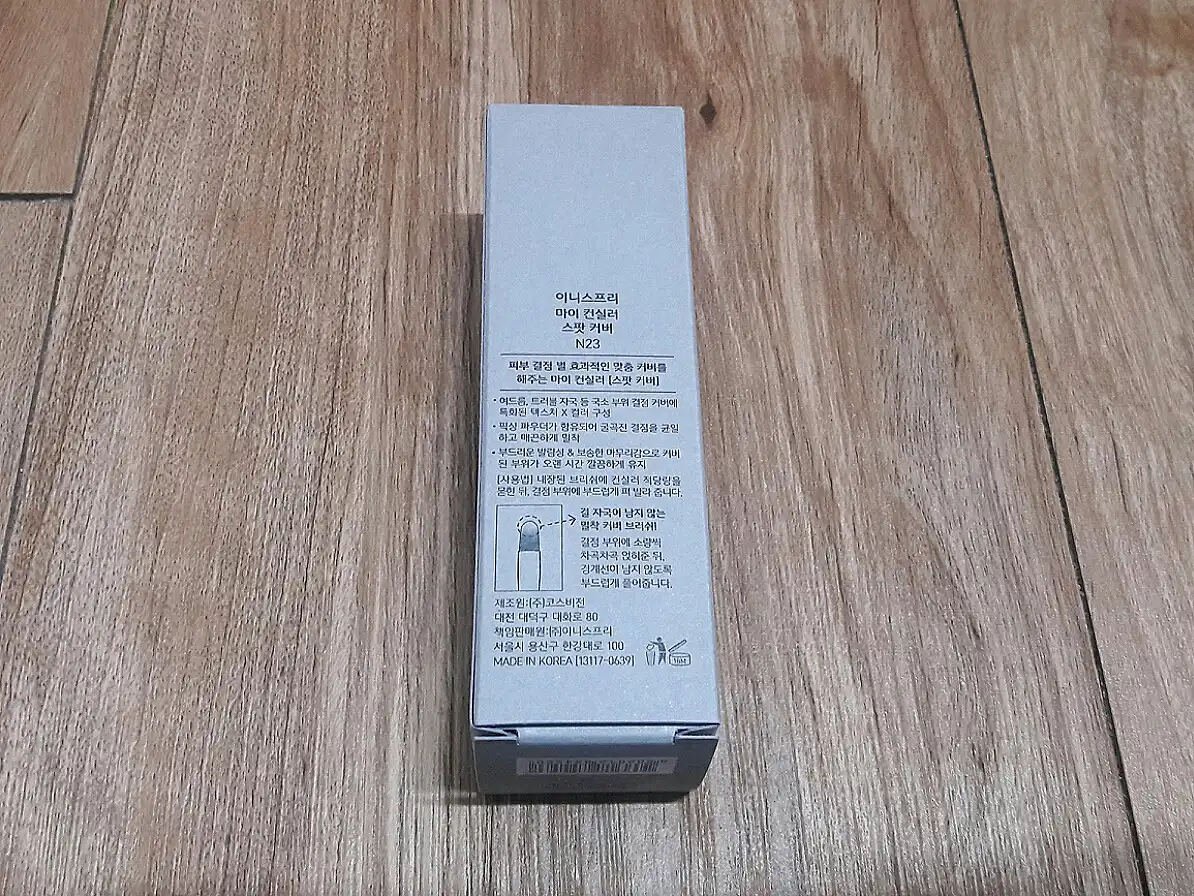 이니스프리
마이 컨실러
스팟 커버
N23
피부 결점 별 효과적인 맞춤 커버를
해주는 마이 컨실러 [스팟 커버]
• 여드름, 트러블 자국 등 국소 부위 결점 커버에
특화된 텍스처 X 컬러 구성
• 픽싱 파우더가 함유되어 굴곡진 결점을 균일
하고 매끈하게 밀착
• 부드러운 발림성 & 보송한 마무리감으로 커버
된 부위가 오랜 시간 깔끔하게 유지
[사용법] 내장된 브러쉬에 컨실러 적당량을
묻힌 뒤, 결점 부위에 부드럽게 펴 발라 줍니다.
결 자국이 남지 않는
밀착 커버 브러쉬!
결점 부위에 소량씩
차곡차곡 얹혀준 뒤,
경계선이 남지 않도록
부드럽게 풀어줍니다.
제조원:(주)코스비전
대전 대덕구 대화로 80
책임판매원:(주)이니스프리
서울시 용산구 한강대로 100
MADE IN KOREA [13117-0639]